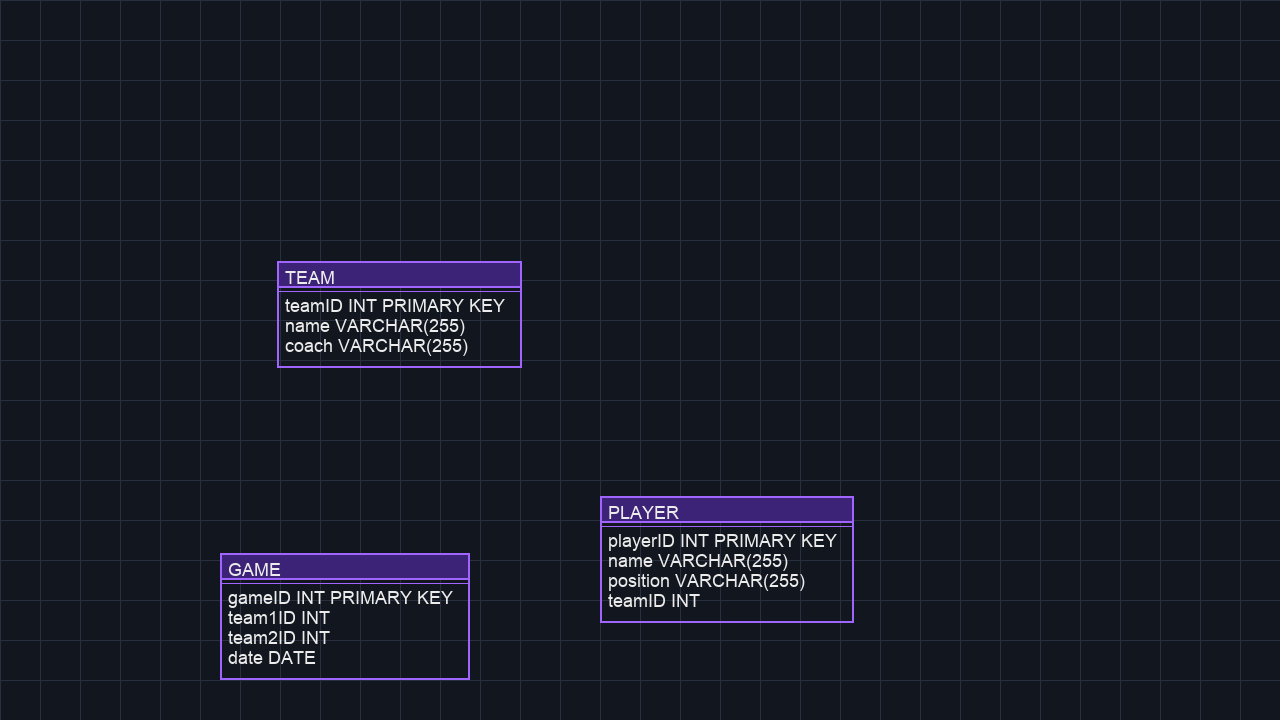 TEAM
teamID INT PRIMARY KEY
name VARCHAR(255)
coach VARCHAR(255)
PLAYER
playerID INT PRIMARY KEY
name VARCHAR(255)
position VARCHAR(255)
teamID INT
GAME
gameID INT PRIMARY KEY
team1ID INT
team2ID INT
date DATE